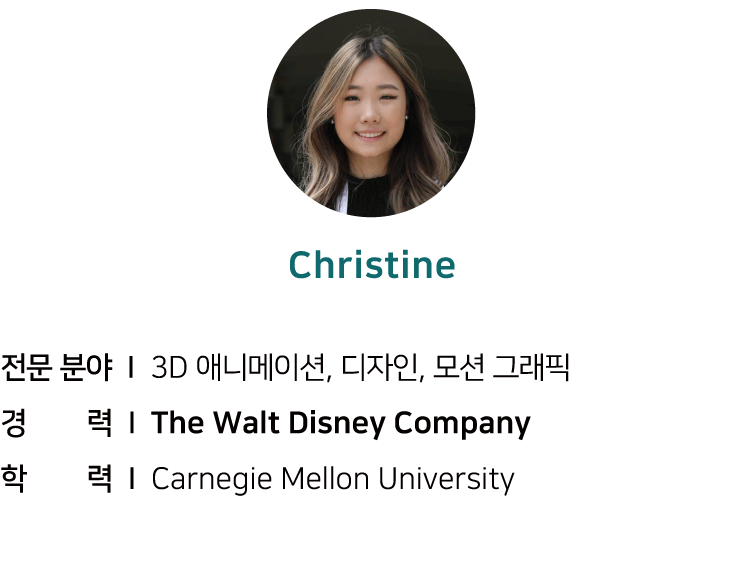 Christine
전문 분야 I 3D 애니메이션, 디자인, 모션 그래픽
경 력 I The Walt Disney Company
학 력 I Carnegie Mellon University